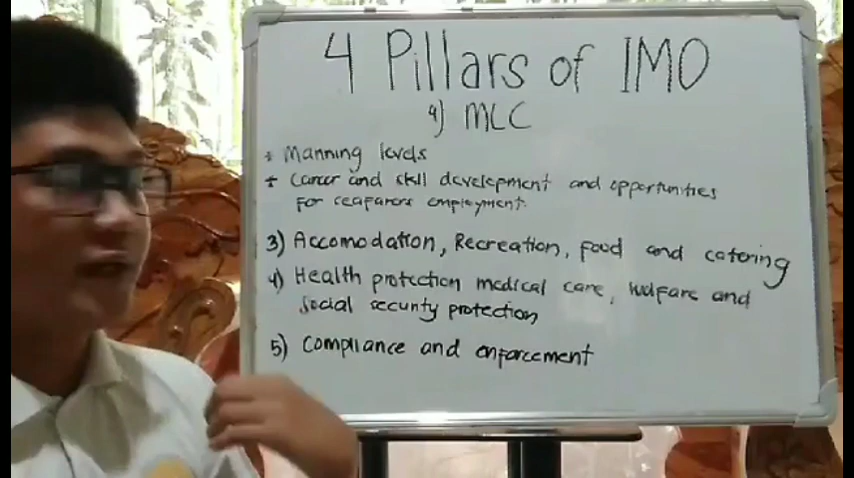 4 Pillars of IMO
4) MLC
+ Manning levels
+ Career and skill development and opportunities
for seafarers employment.
3) Accomodation, Recreation, food and catering
4) Health protection medical care, welfare and
social security protection
5) Compliance and enforcement